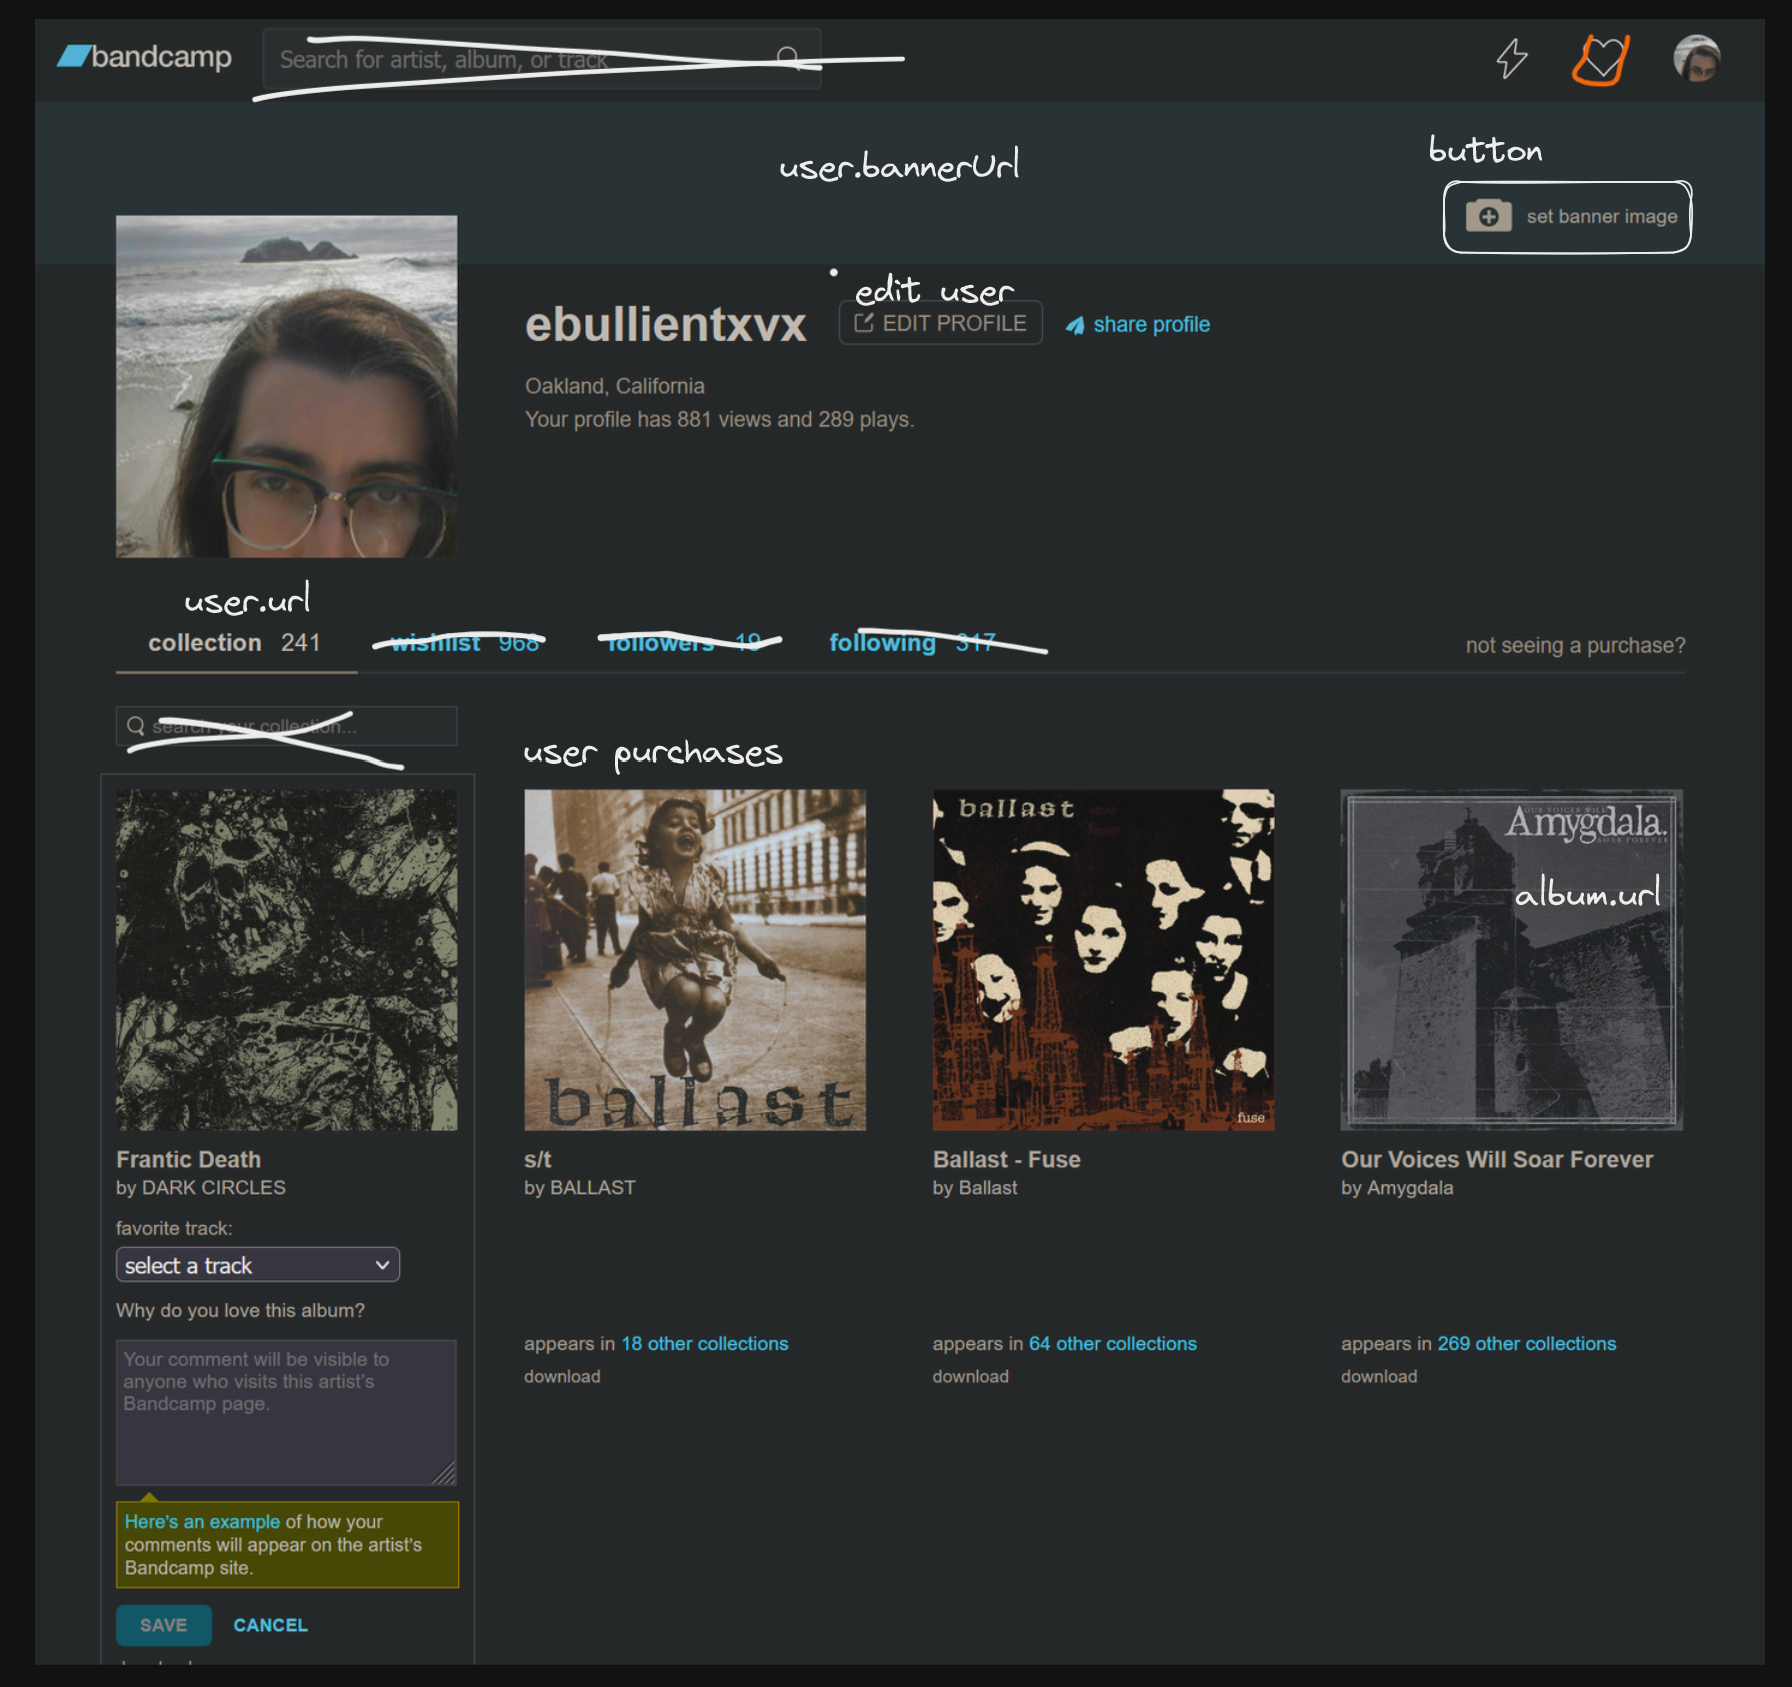 bandcamp
Search for artist, album, or track
user.bannerUrl
button
set banner image
edit user
ebullientxvx
EDIT PROFILE
share profile
Oakland, California
Your profile has 881 views and 289 plays.
user.url
collection 241
wishlist 968
followers 19
following 317
not seeing a purchase?
search your collection...
user purchases
ballast
ballast
fuse
OUR VOICES WILL
Amygdala.
SOAR FOREVER
album.url
Frantic Death
by DARK CIRCLES
favorite track:
select a track
Why do you love this album?
Your comment will be visible to
anyone who visits this artist's
Bandcamp page.
Here's an example of how your
comments will appear on the artist's
Bandcamp site.
SAVE CANCEL
s/t
by BALLAST
appears in 18 other collections
download
Ballast - Fuse
by Ballast
appears in 64 other collections
download
Our Voices Will Soar Forever
by Amygdala
appears in 269 other collections
download